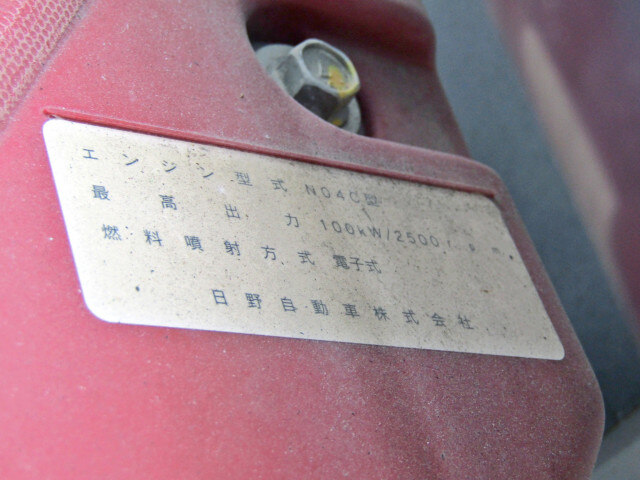 エンジン型式 N04C型
最高出力 100kW/2500r.p.m.
燃料噴射方式 電子式
日野自動車株式会社